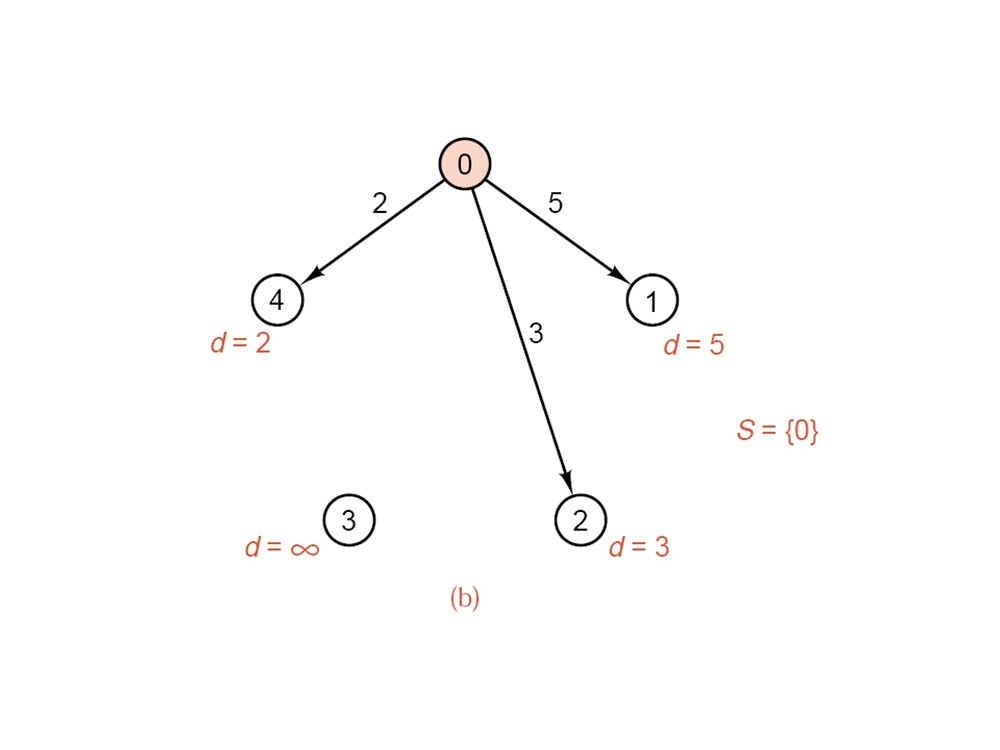 0
2
5
4
1
d = 2
3
d = 5
S = {0}
3
2
d = ∞
d = 3
(b)